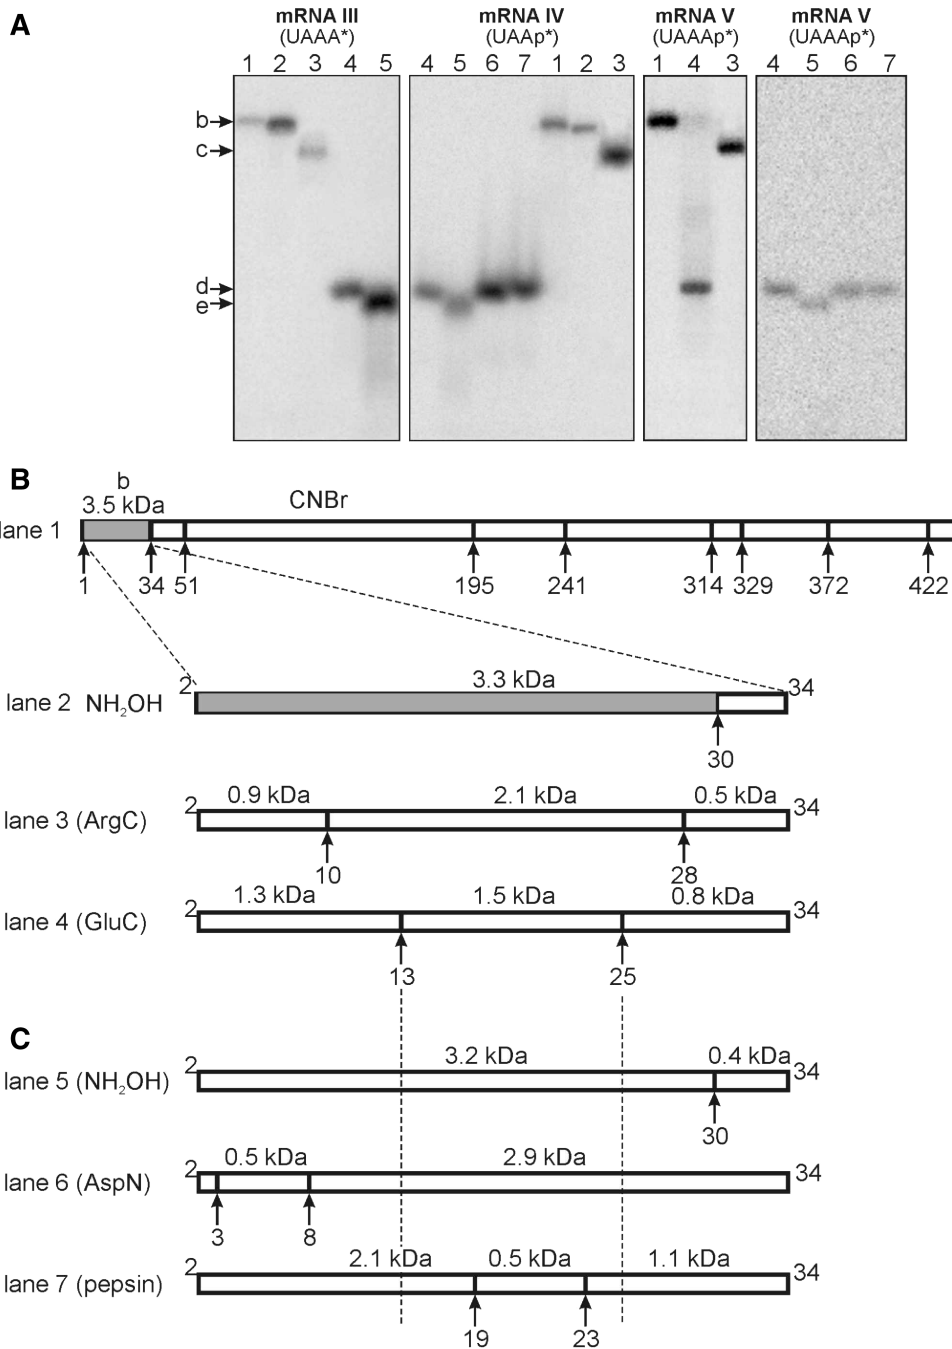 A
mRNA III
(UAAA*)
mRNA IV
(UAAp*)
mRNA V
(UAAAp*)
mRNA V
(UAAAp*)
1 2 3 4 5
4 5 6 7 1 2 3
1 4 3
4 5 6 7
b
c
d
e
B
b
3.5 kDa
CNBr
lane 1
1 34 51 195 241 314 329 372 422
2 3.3 kDa 34
lane 2 NH₂OH
30
0.9 kDa 2.1 kDa 0.5 kDa
2 34
lane 3 (ArgC)
10 28
1.3 kDa 1.5 kDa 0.8 kDa
2 34
lane 4 (GluC)
13 25
C
3.2 kDa 0.4 kDa
2 34
lane 5 (NH₂OH)
30
0.5 kDa 2.9 kDa
2 34
lane 6 (AspN)
3 8
2.1 kDa 0.5 kDa 1.1 kDa
2 34
lane 7 (pepsin)
19 23